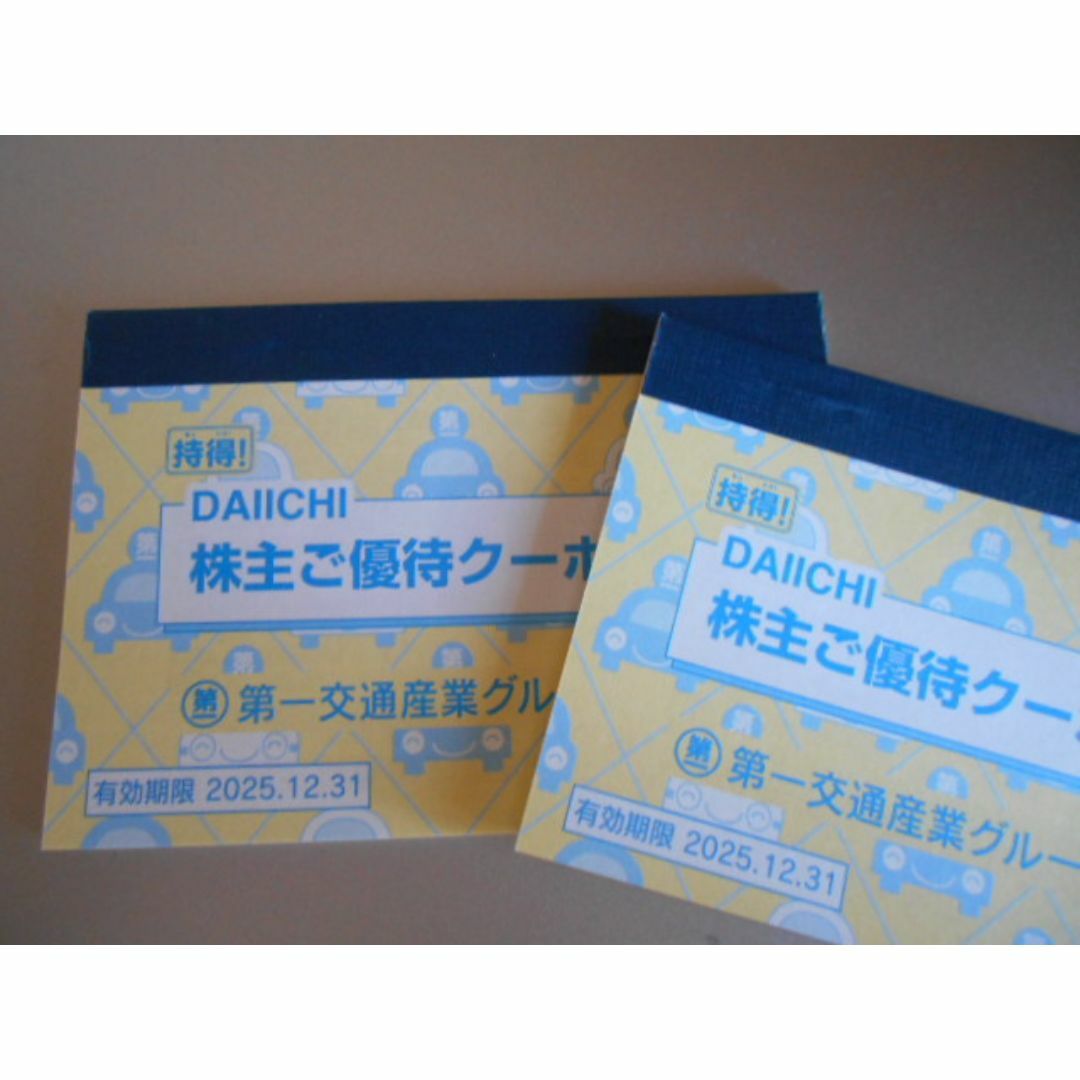 持得!
DAIICHI
株主ご優待クーポ
第 第一交通産業グル
有効期限 2025.12.31
持得!
DAIICHI
株主ご優待クー
第 第一交通産業グルー
有効期限 2025.12.31